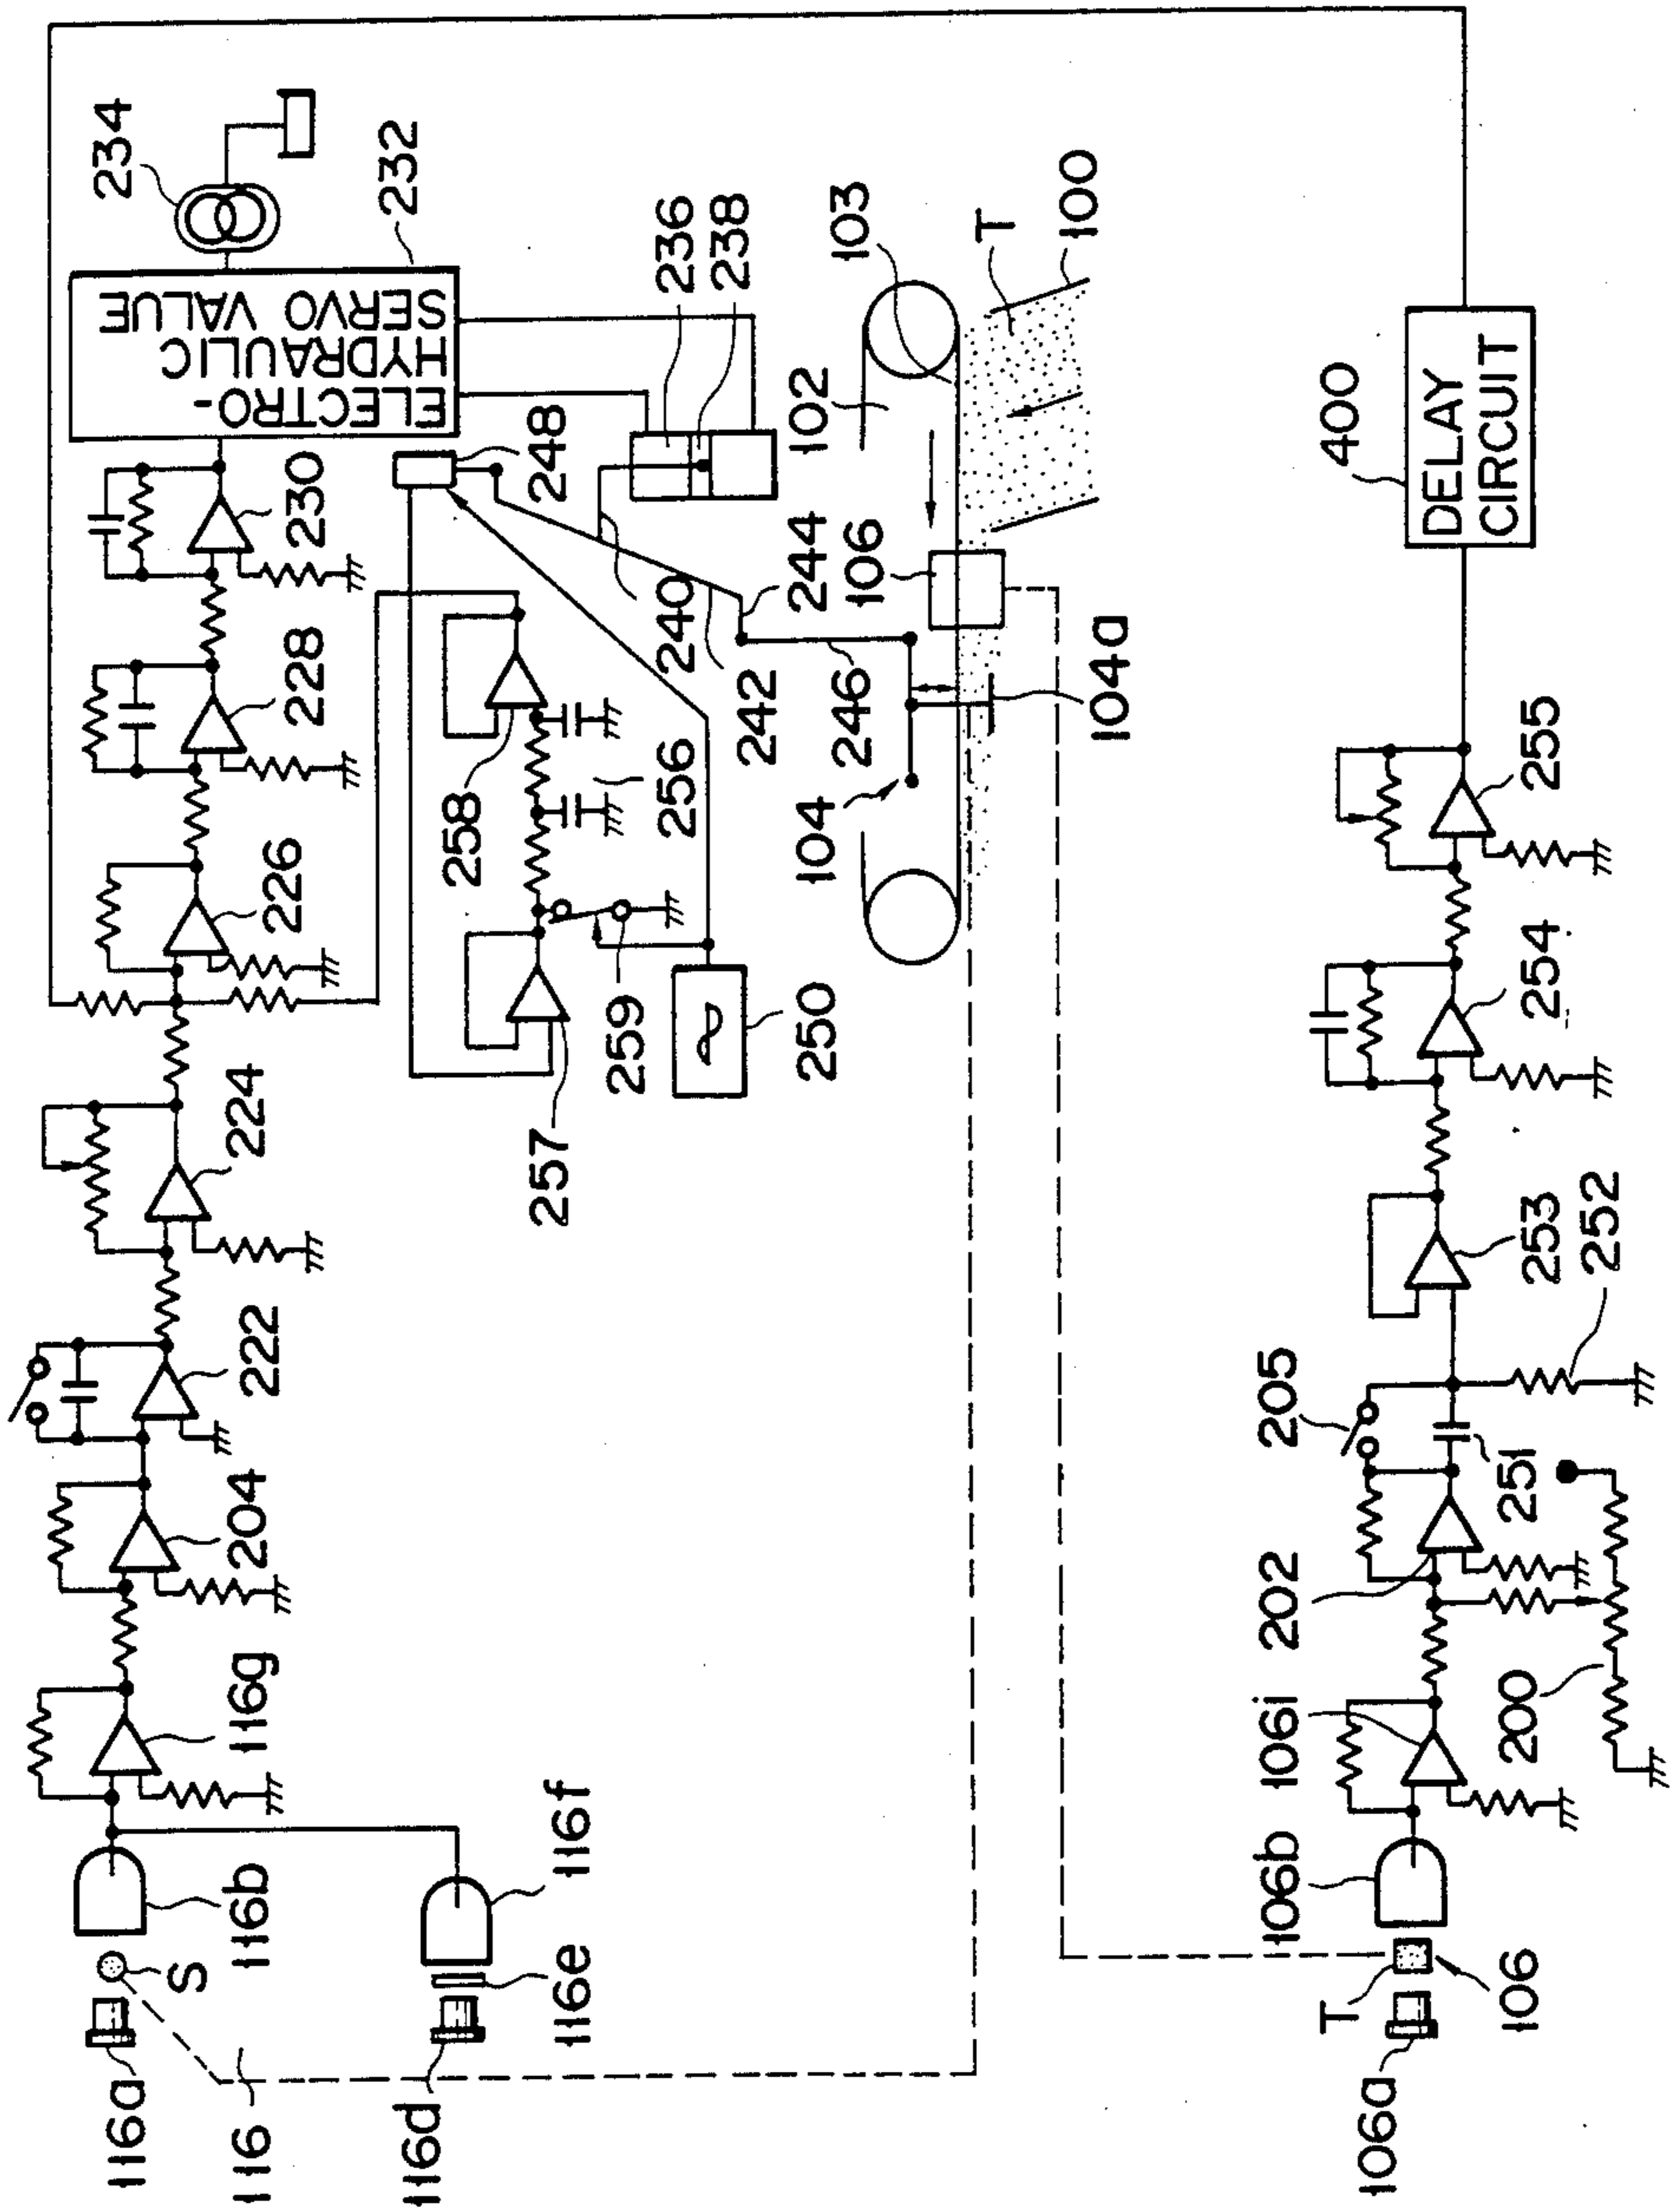 116a
116
S
116b
116g
204
222
224
226
228
230
ELECTRO-
HYDRAULIC
SERVO VALUE
232
234
116d
116e
116f
257
259
250
258
256
240
242
248
236
238
244
246
106
104
104a
102
103
T
100
106a
T
106
106b
106i
200
202
205
251
252
253
254
255
400
DELAY
CIRCUIT